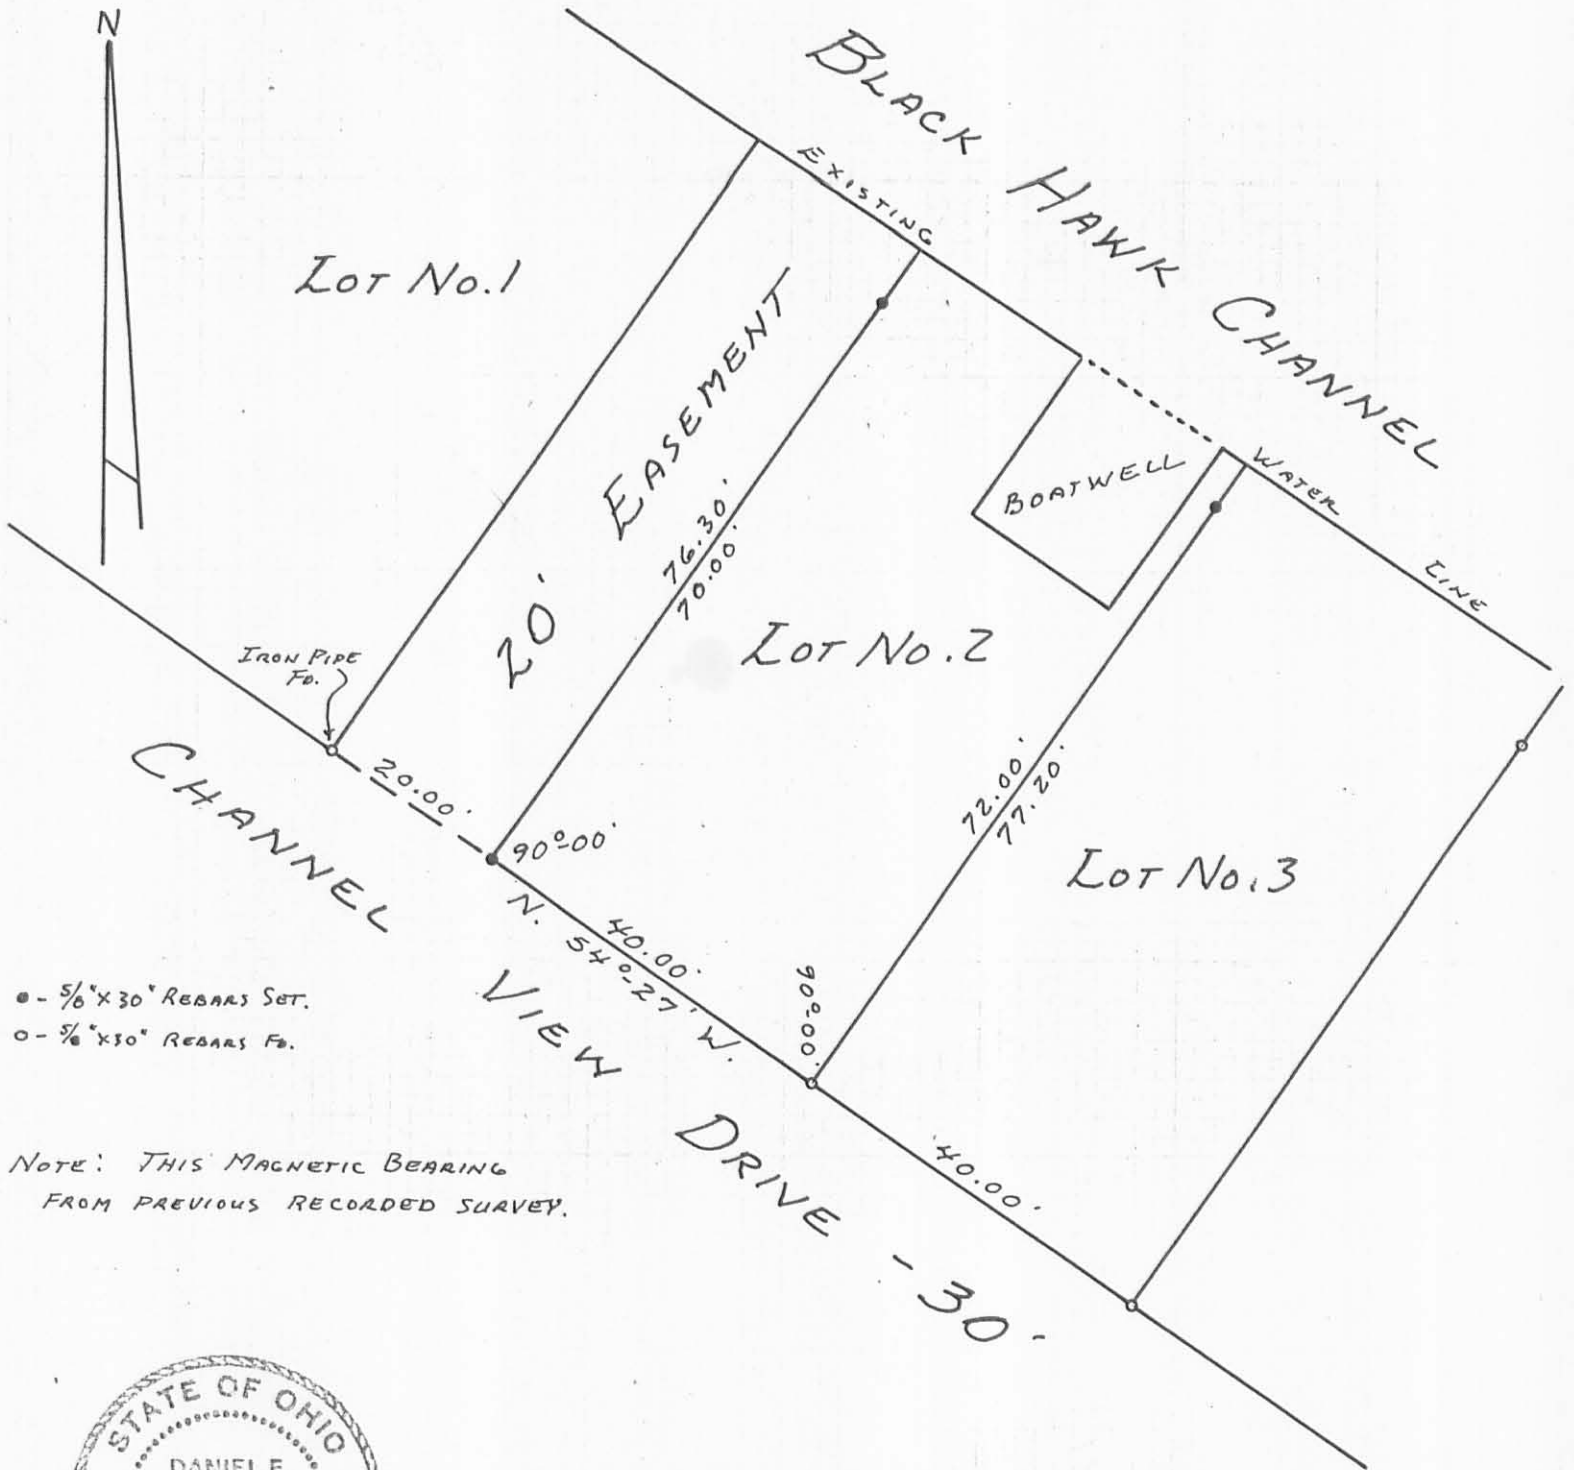 N
BLACK HAWK CHANNEL
EXISTING
WATER
LINE
LOT No.1
20' EASEMENT
76.30'
70.00'
BOATWELL
LOT No.2
IRON PIPE
FD.
20.00'
90°-00'
72.00'
77.20'
LOT No.3
40.00'
N. 54°-27' W.
90°-00'
40.00'
CHANNEL VIEW DRIVE - 30'
● - 5/8" X 30" REBARS SET.
○ - 5/8" X 30" REBARS FD.
NOTE: THIS MAGNETIC BEARING
FROM PREVIOUS RECORDED SURVEY.
STATE OF OHIO
DANIEL E.